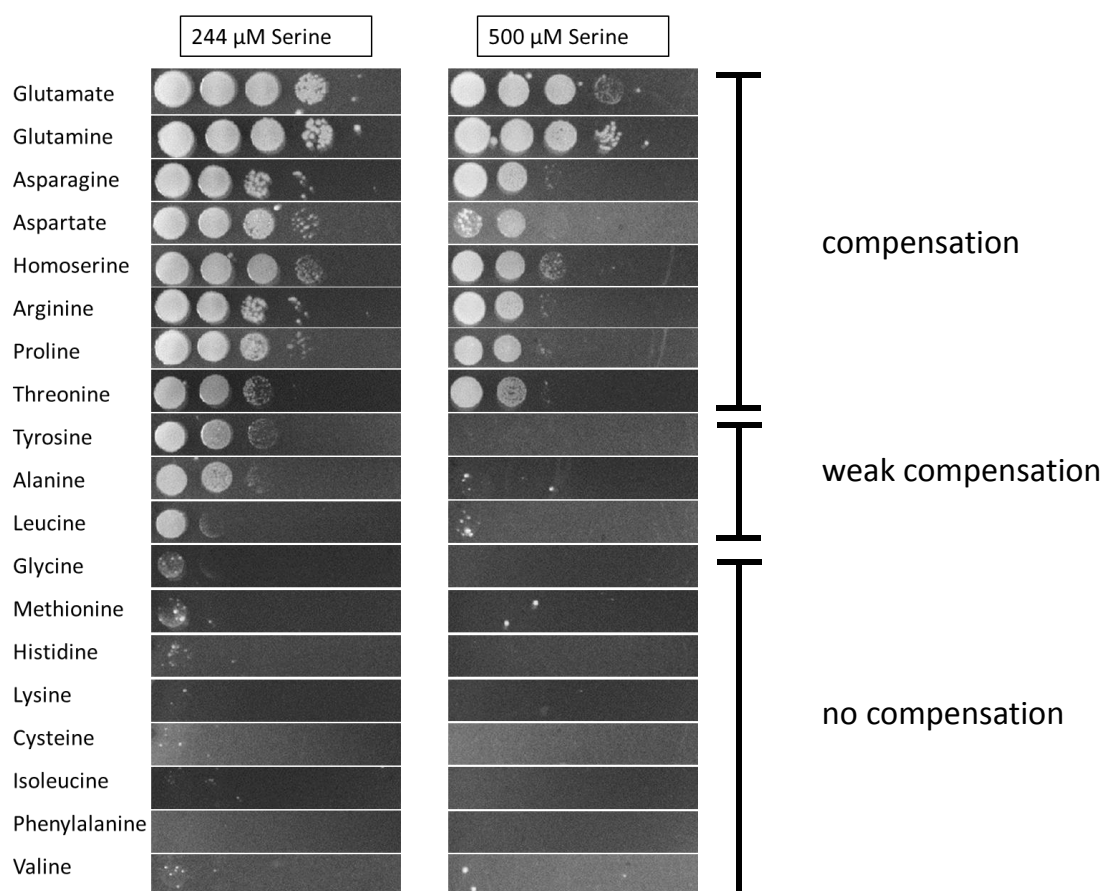 244 µM Serine
500 µM Serine
Glutamate
Glutamine
Asparagine
Aspartate
Homoserine
Arginine
Proline
Threonine
Tyrosine
Alanine
Leucine
Glycine
Methionine
Histidine
Lysine
Cysteine
Isoleucine
Phenylalanine
Valine
compensation
weak compensation
no compensation